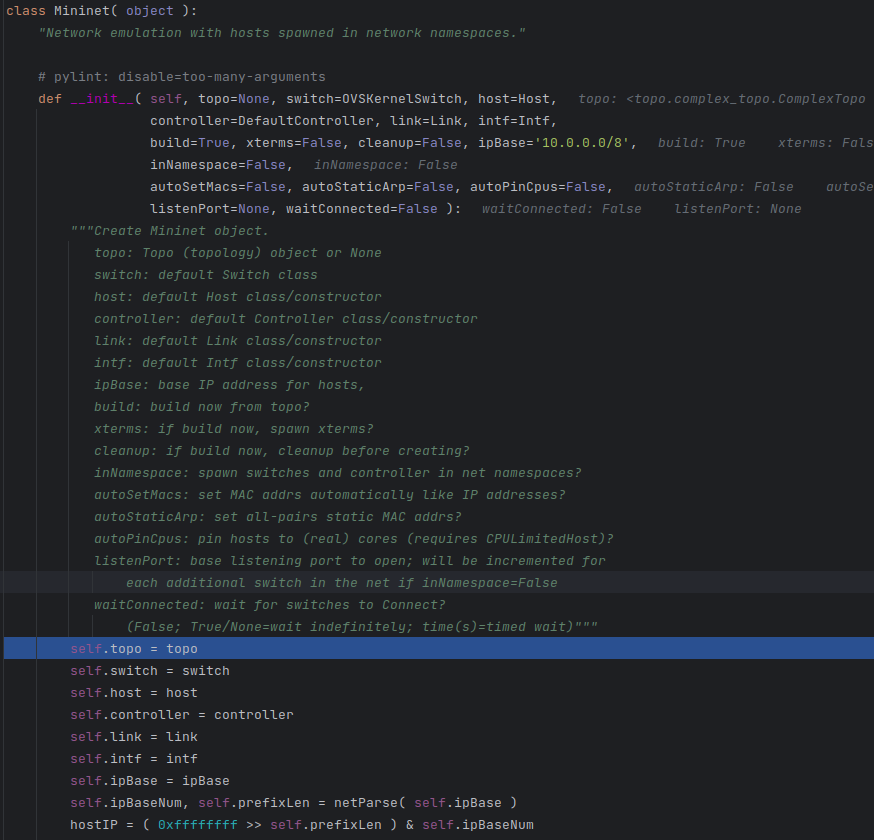 class Mininet( object ):
    "Network emulation with hosts spawned in network namespaces."

    # pylint: disable=too-many-arguments
    def __init__( self, topo=None, switch=OVSKernelSwitch, host=Host,   topo: <topo.complex_topo.ComplexTopo
                  controller=DefaultController, link=Link, intf=Intf,
                  build=True, xterms=False, cleanup=False, ipBase='10.0.0.0/8',   build: True    xterms: Fals
                  inNamespace=False,   inNamespace: False
                  autoSetMacs=False, autoStaticArp=False, autoPinCpus=False,   autoStaticArp: False    autoSe
                  listenPort=None, waitConnected=False ):   waitConnected: False    listenPort: None
        """Create Mininet object.
           topo: Topo (topology) object or None
           switch: default Switch class
           host: default Host class/constructor
           controller: default Controller class/constructor
           link: default Link class/constructor
           intf: default Intf class/constructor
           ipBase: base IP address for hosts,
           build: build now from topo?
           xterms: if build now, spawn xterms?
           cleanup: if build now, cleanup before creating?
           inNamespace: spawn switches and controller in net namespaces?
           autoSetMacs: set MAC addrs automatically like IP addresses?
           autoStaticArp: set all-pairs static MAC addrs?
           autoPinCpus: pin hosts to (real) cores (requires CPULimitedHost)?
           listenPort: base listening port to open; will be incremented for
               each additional switch in the net if inNamespace=False
           waitConnected: wait for switches to Connect?
               (False; True/None=wait indefinitely; time(s)=timed wait)"""
        self.topo = topo
        self.switch = switch
        self.host = host
        self.controller = controller
        self.link = link
        self.intf = intf
        self.ipBase = ipBase
        self.ipBaseNum, self.prefixLen = netParse( self.ipBase )
        hostIP = ( 0xffffffff >> self.prefixLen ) & self.ipBaseNum